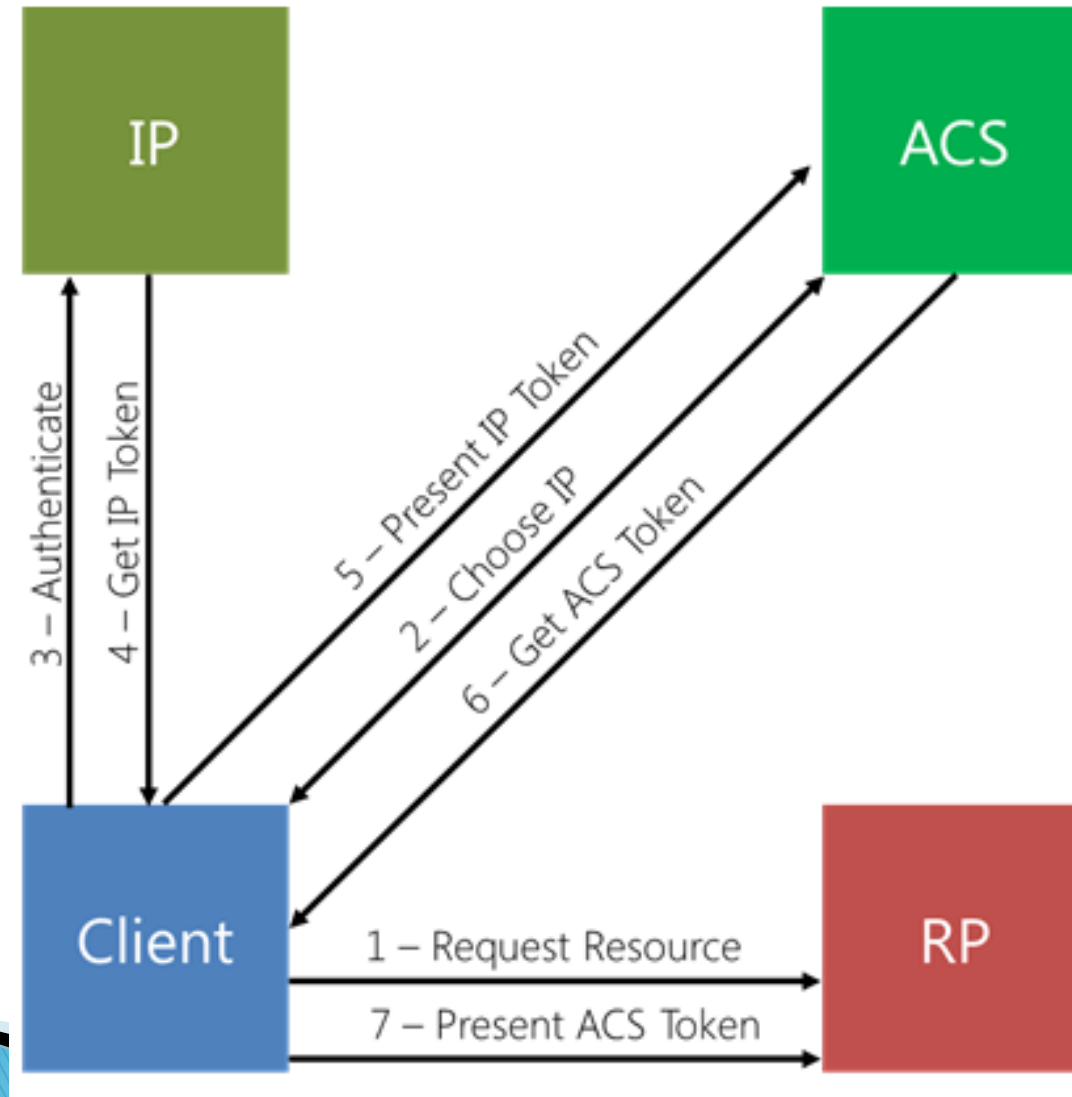 IP
ACS
3 – Authenticate
4 – Get IP Token
5 – Present IP Token
2 – Choose IP
6 – Get ACS Token
Client
1 – Request Resource
7 – Present ACS Token
RP